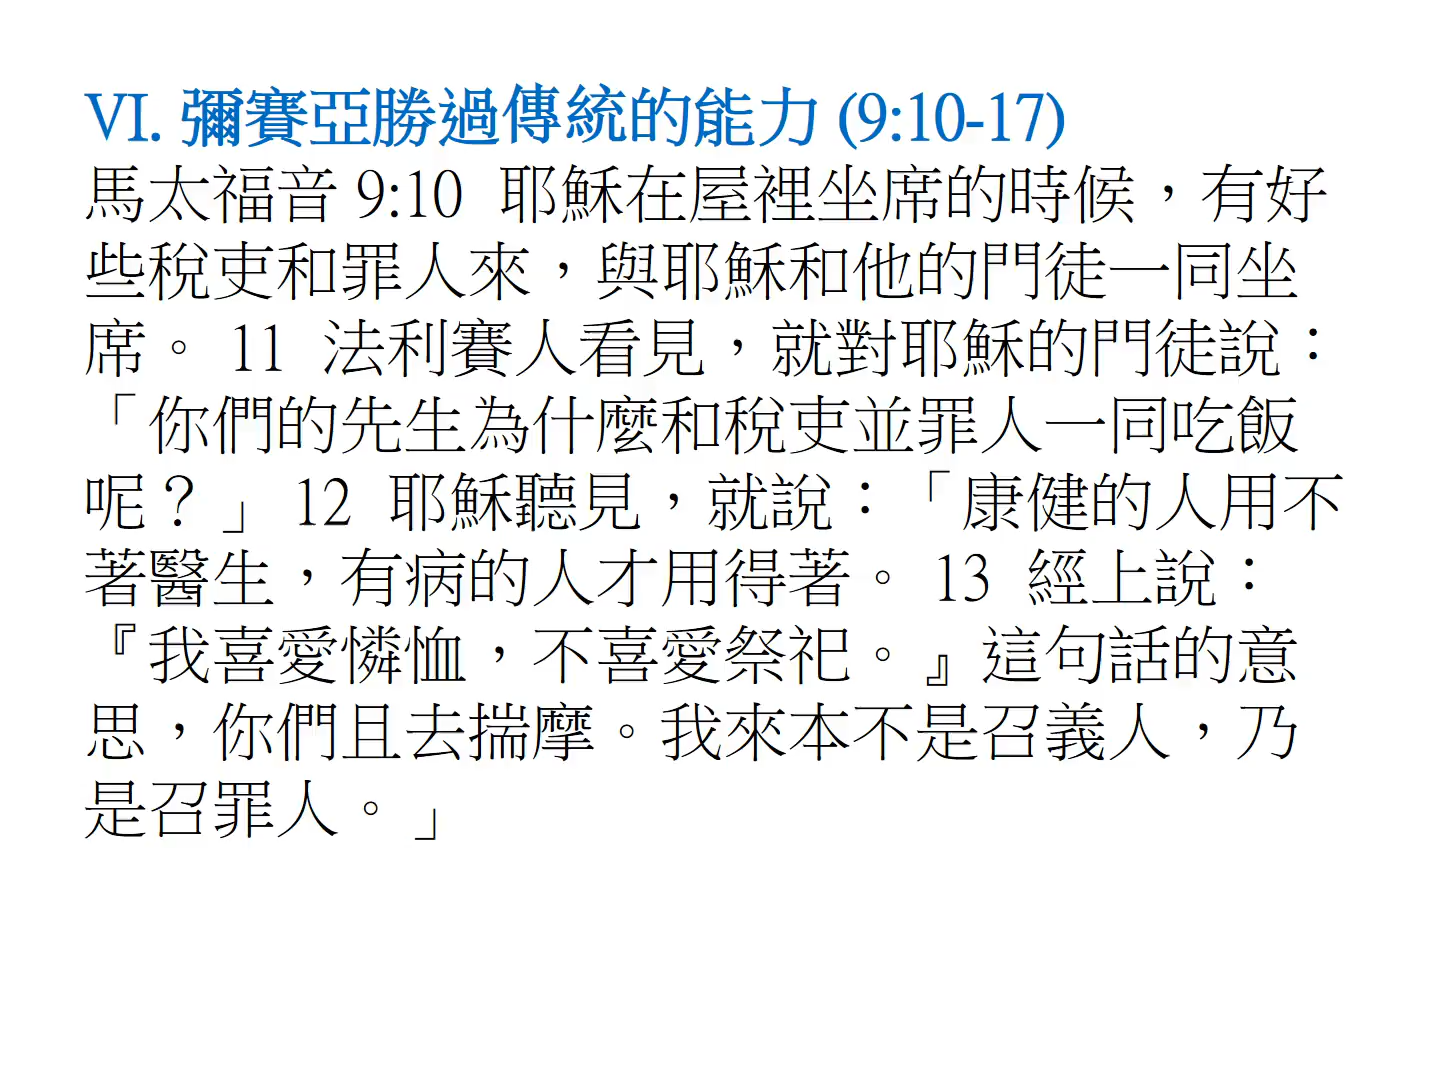 VI. 彌賽亞勝過傳統的能力 (9:10-17)
馬太福音 9:10 耶穌在屋裡坐席的時候，有好
些稅吏和罪人來，與耶穌和他的門徒一同坐
席。 11 法利賽人看見，就對耶穌的門徒說：
「你們的先生為什麼和稅吏並罪人一同吃飯
呢？」 12 耶穌聽見，就說：「康健的人用不
著醫生，有病的人才用得著。 13 經上說：
『我喜愛憐恤，不喜愛祭祀。』這句話的意
思，你們且去揣摩。我來本不是召義人，乃
是召罪人。」